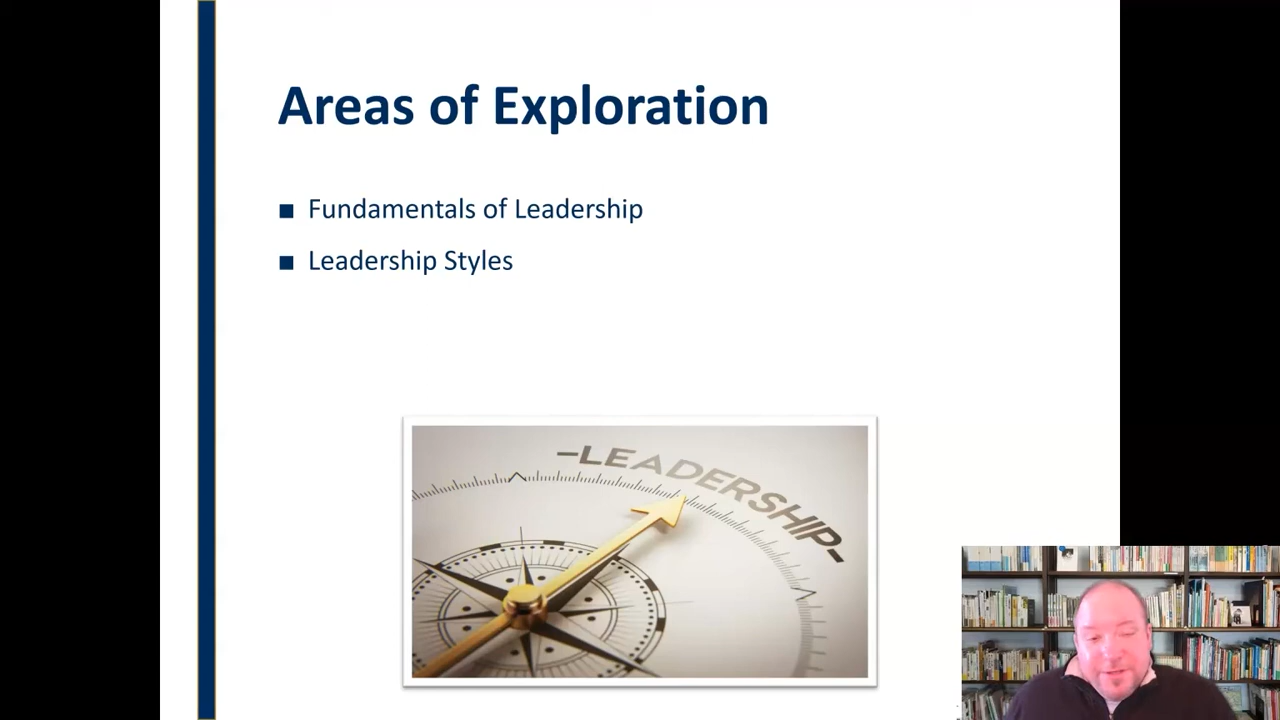 Areas of Exploration
■ Fundamentals of Leadership
■ Leadership Styles
-LEADERSHIP-